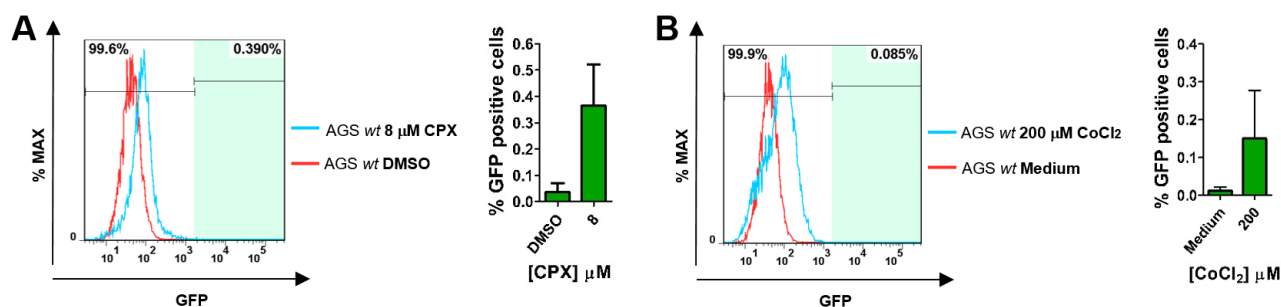 A
99.6%
0.390%
% MAX
0
10¹ 10² 10³ 10⁴ 10⁵
GFP
AGS wt 8 µM CPX
AGS wt DMSO
% GFP positive cells
0.6
0.5
0.4
0.3
0.2
0.1
0.0
DMSO
8
[CPX] µM
B
99.9%
0.085%
% MAX
0
10¹ 10² 10³ 10⁴ 10⁵
GFP
AGS wt 200 µM CoCl₂
AGS wt Medium
% GFP positive cells
0.4
0.3
0.2
0.1
0.0
Medium
200
[CoCl₂] µM